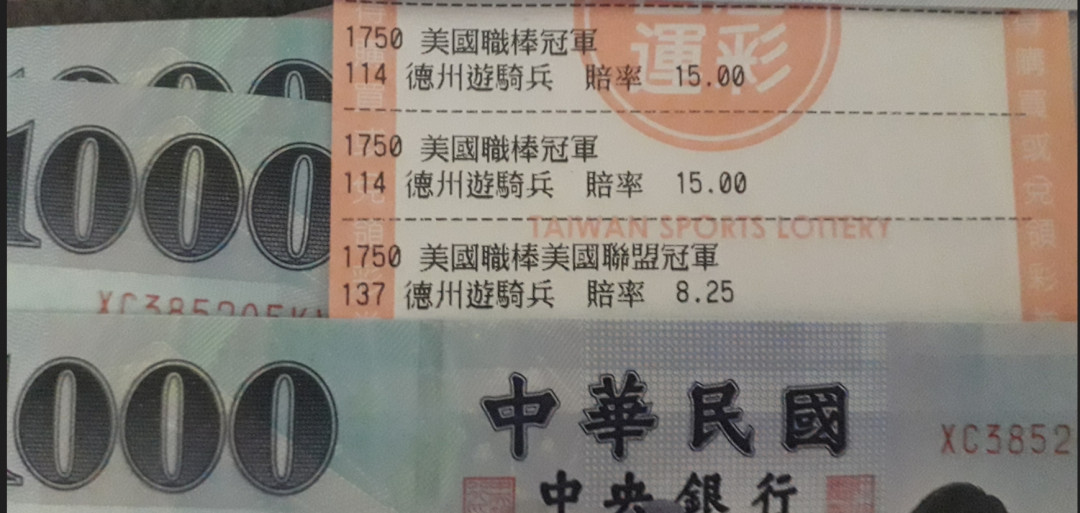 1000
1750 美國職棒冠軍
114 德州遊騎兵 賠率 15.00
運彩
1000
1750 美國職棒冠軍
114 德州遊騎兵 賠率 15.00
TAIWAN SPORTS LOTTERY
1750 美國職棒美國聯盟冠軍
137 德州遊騎兵 賠率 8.25
XC385205K
1000
中華民國
XC3852
中央銀行